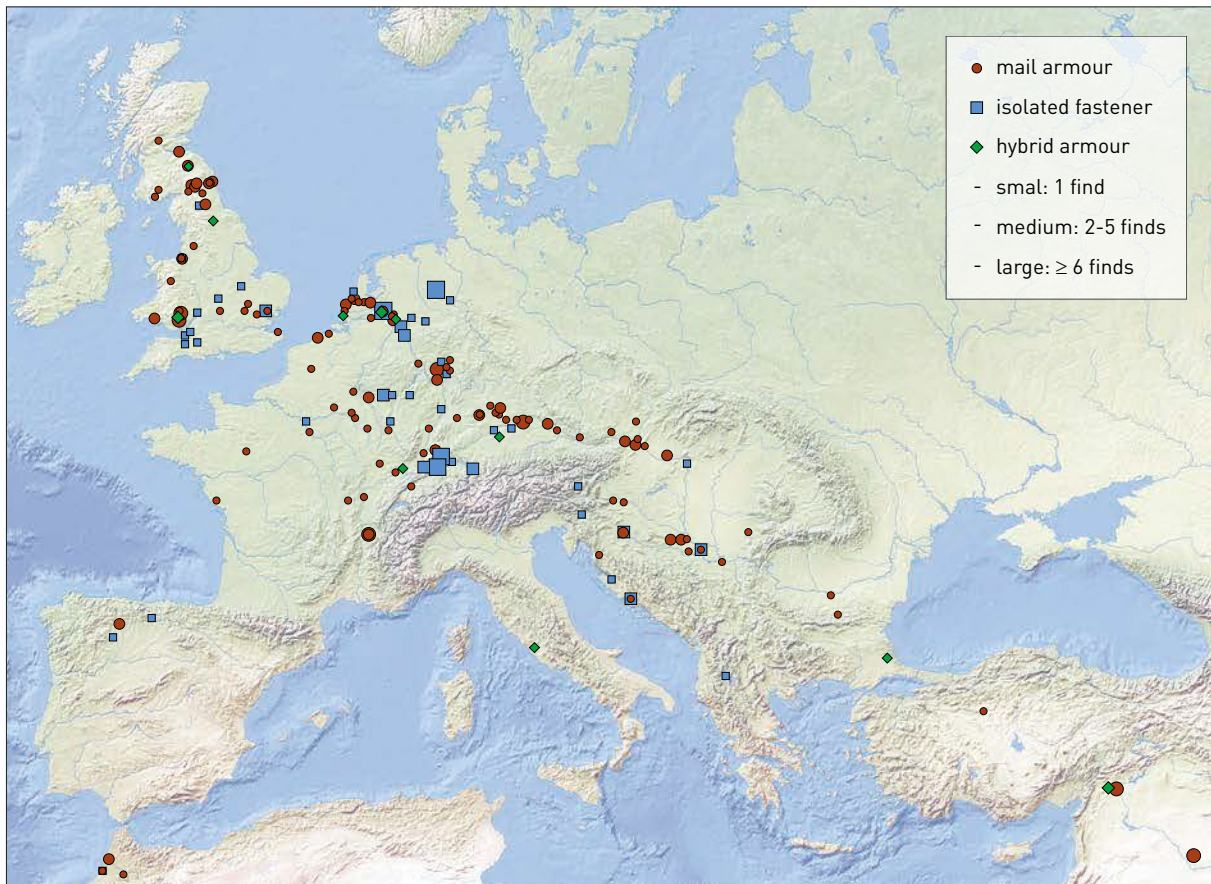 mail armour
isolated fastener
hybrid armour
- smal: 1 find
- medium: 2-5 finds
- large: ≥ 6 finds